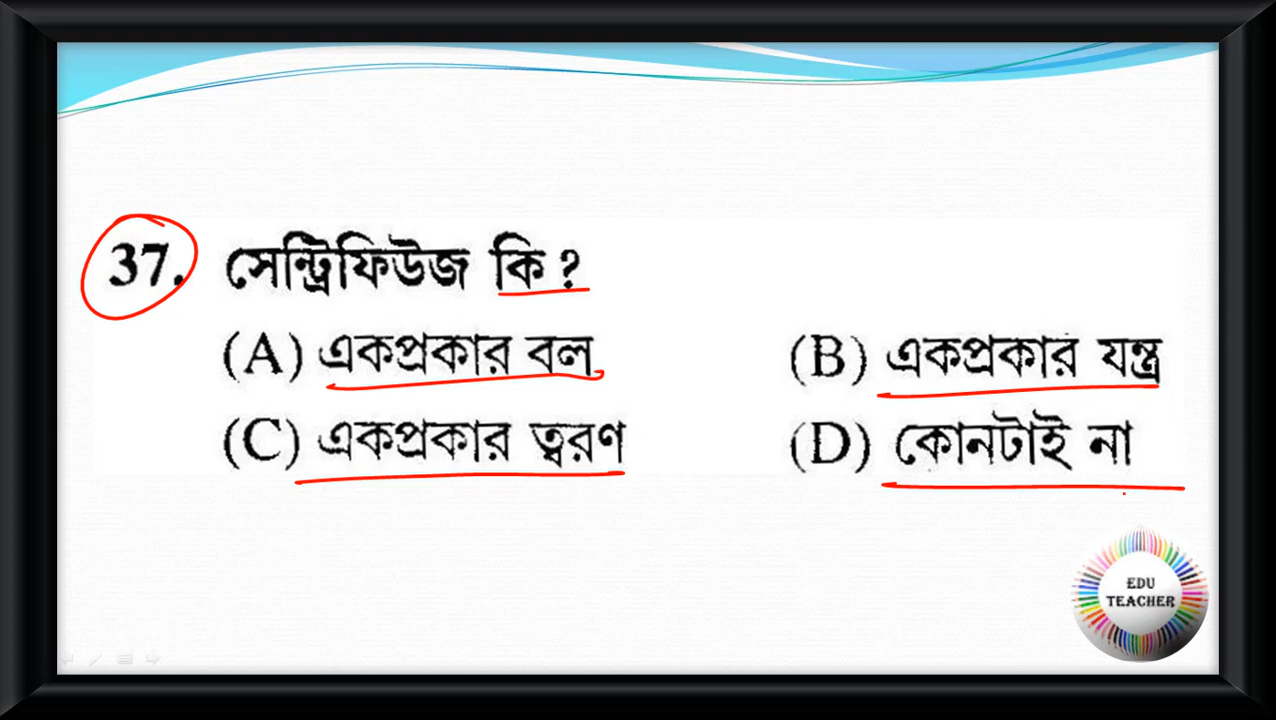 37. সেন্ট্রিফিউজ কি ?
(A) একপ্রকার বল (B) একপ্রকার যন্ত্র
(C) একপ্রকার ত্বরণ (D) কোনটাই না
EDU
TEACHER